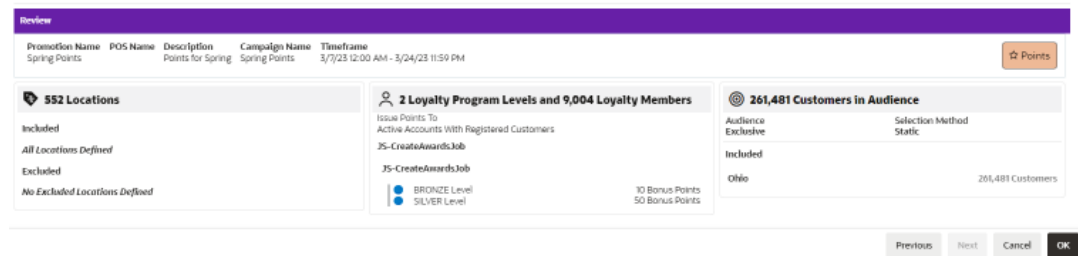 Review
Promotion Name POS Name Description Campaign Name Timeframe
Spring Points Points for Spring Spring Points 3/7/23 12:00 AM - 3/24/23 11:59 PM
Points
552 Locations
Included
All Locations Defined
Excluded
No Excluded Locations Defined
2 Loyalty Program Levels and 9,004 Loyalty Members
Issue Points To
Active Accounts With Registered Customers
JS-CreateAwardsJob
JS-CreateAwardsJob
BRONZE Level 10 Bonus Points
SILVER Level 50 Bonus Points
261,481 Customers in Audience
Audience Selection Method
Exclusive Static
Included
Ohio 261,481 Customers
Previous Next Cancel OK